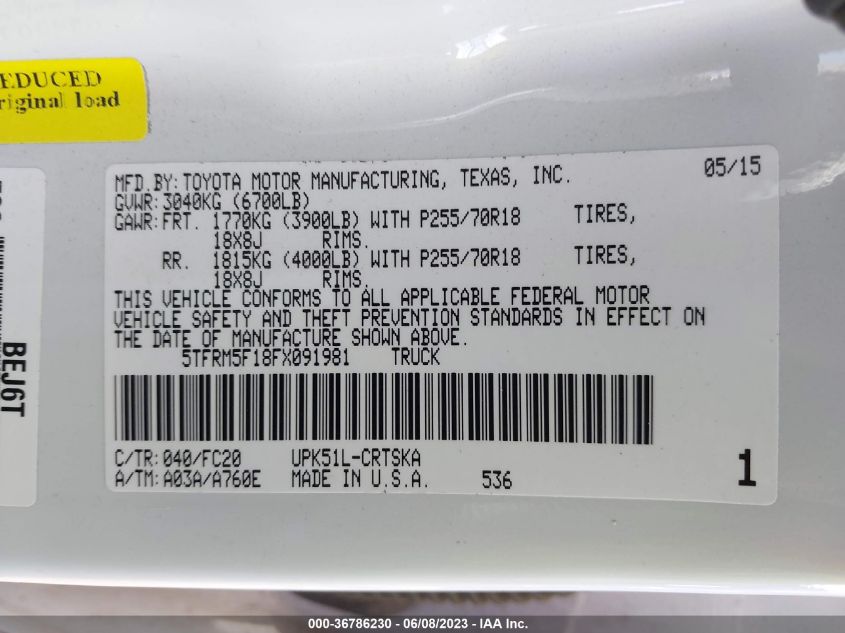 EDUCED
riginal load
MFD.BY:TOYOTA MOTOR MANUFACTURING, TEXAS, INC. 05/15
GVWR:3040KG (6700LB)
GAWR:FRT. 1770KG (3900LB) WITH P255/70R18 TIRES,
18X8J RIMS.
RR. 1815KG (4000LB) WITH P255/70R18 TIRES,
18X8J RIMS.
THIS VEHICLE CONFORMS TO ALL APPLICABLE FEDERAL MOTOR
VEHICLE SAFETY AND THEFT PREVENTION STANDARDS IN EFFECT ON
THE DATE OF MANUFACTURE SHOWN ABOVE.
5TFRM5F18FX091981 TRUCK
C/TR:040/FC20 UPK51L-CRTSKA
A/TM:A03A/A760E MADE IN U.S.A. 536 1
BEJ6T
000-36786230 - 06/08/2023 - IAA Inc.